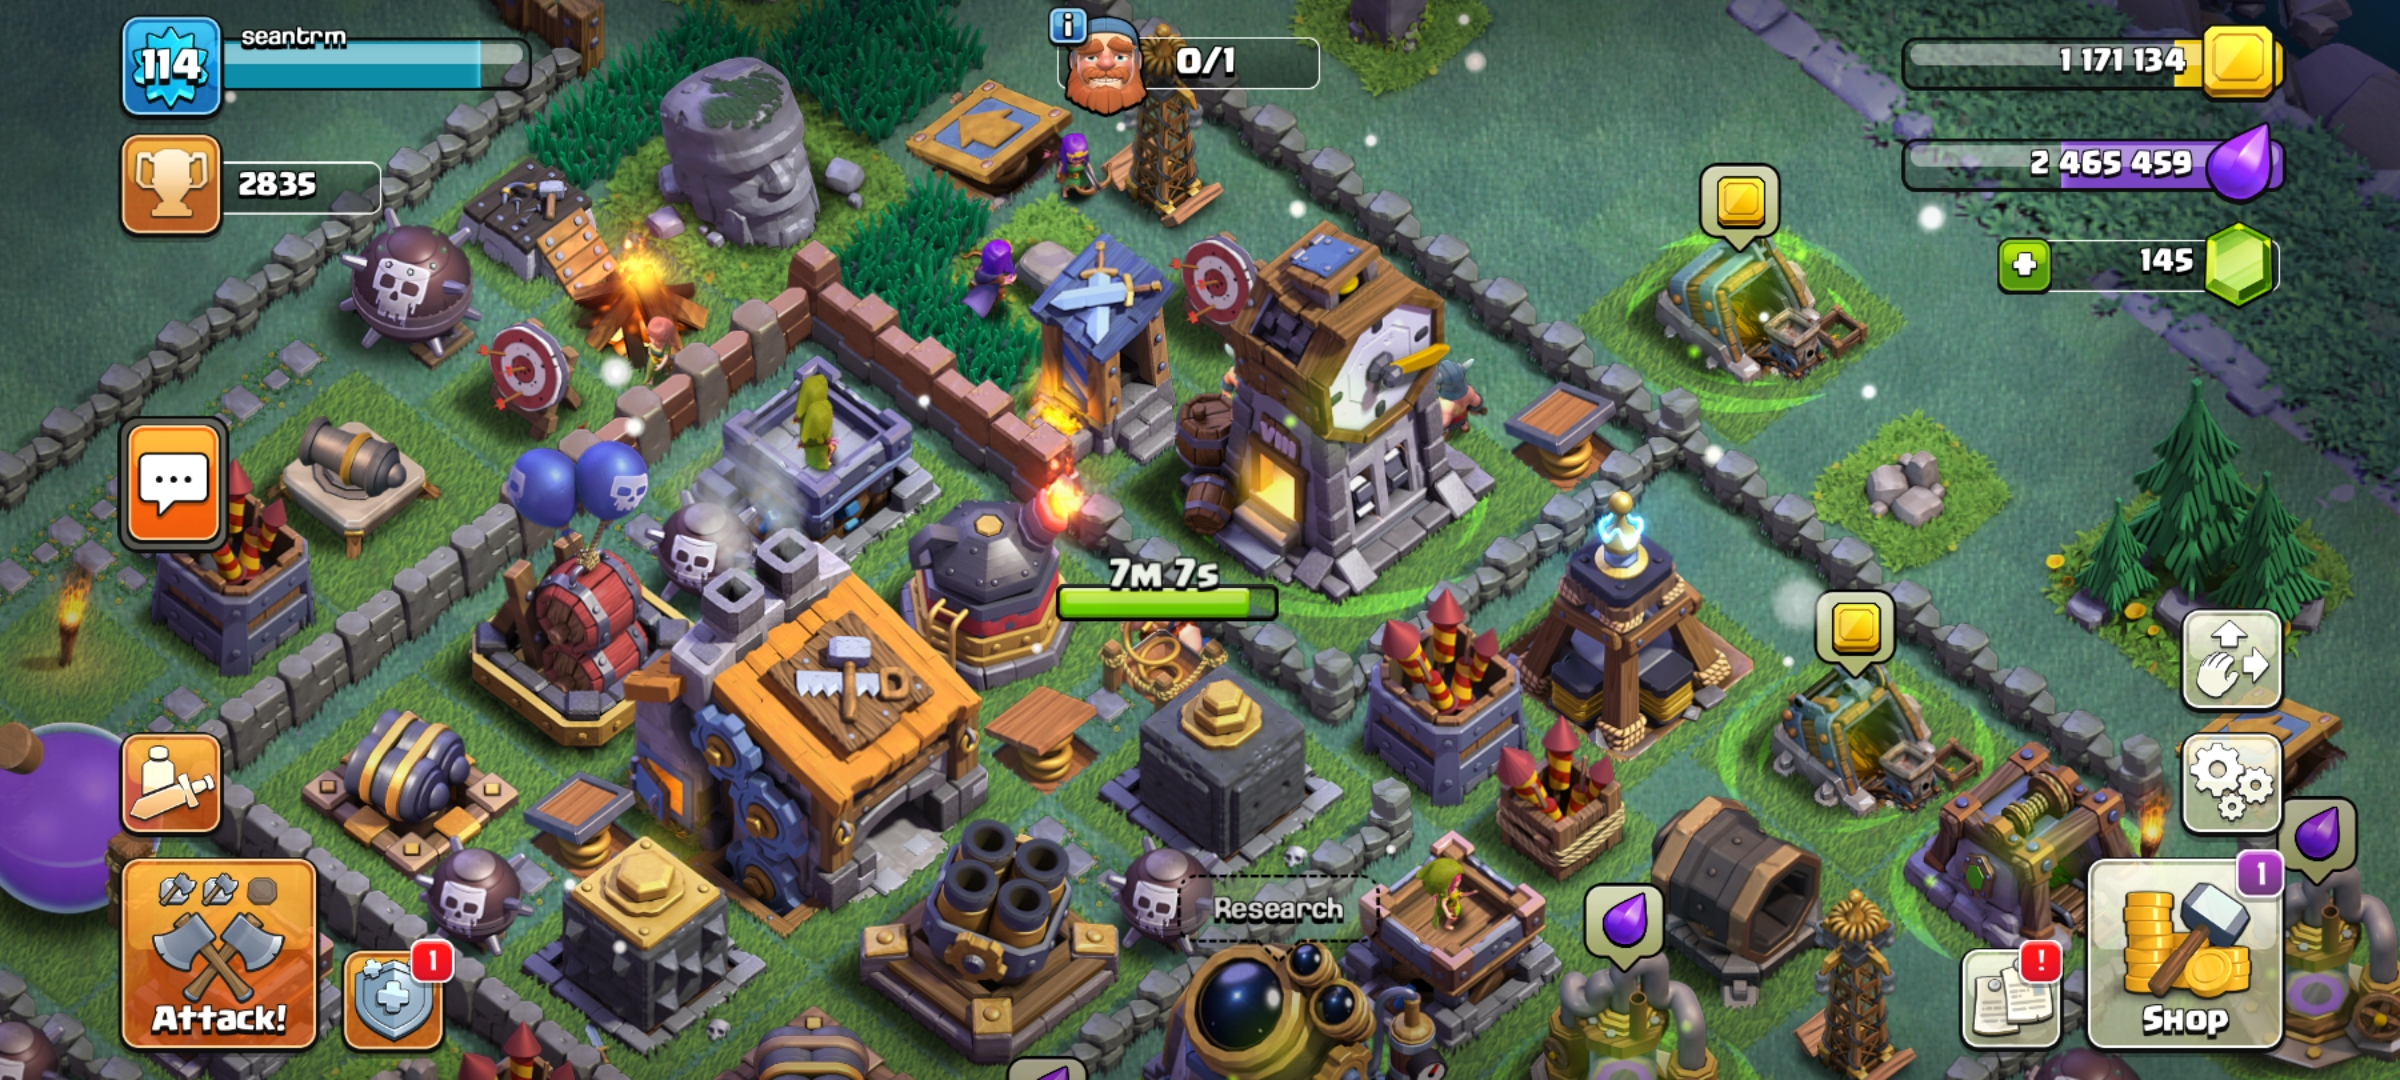 114
seantrm
i
0/1
1 171 134
2835
2 465 459
145
VIII
7M 7S
1
Research
1
!
Attack!
Shop